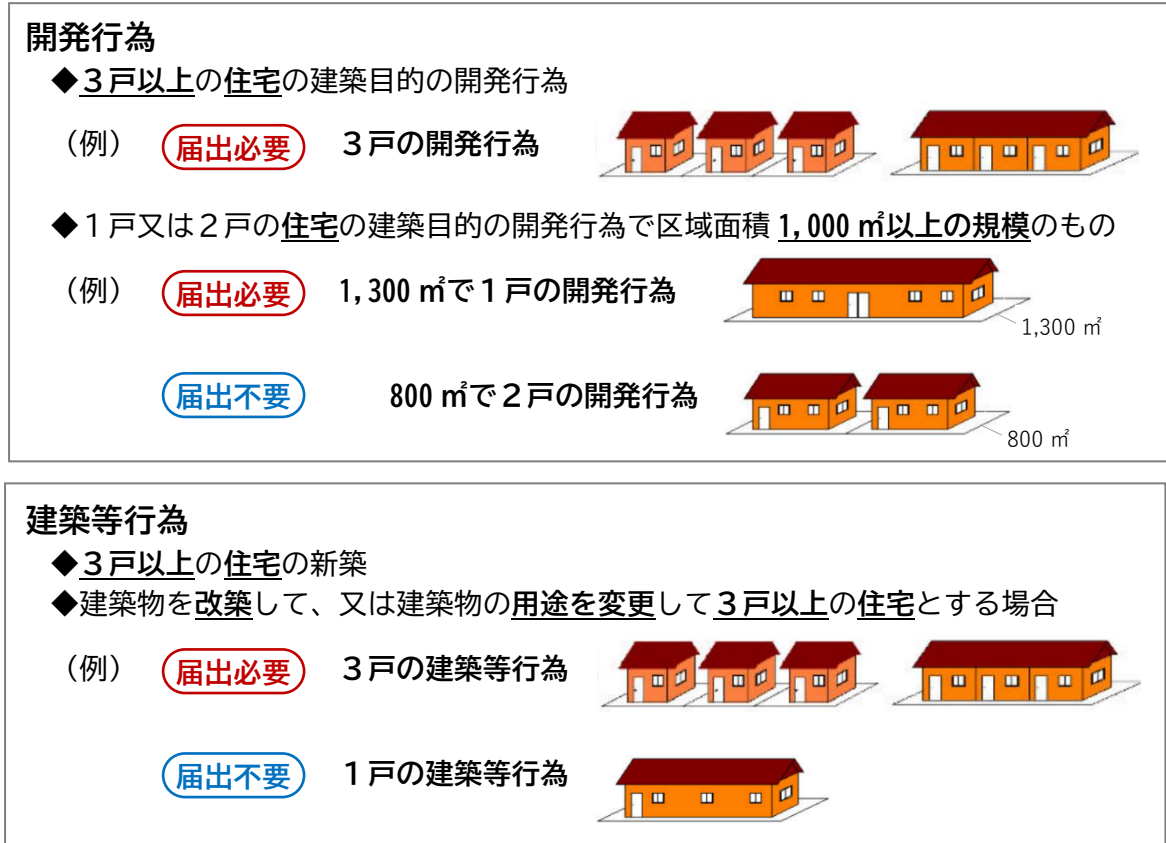 開発行為
◆３戸以上の住宅の建築目的の開発行為
（例） 届出必要 ３戸の開発行為
◆１戸又は２戸の住宅の建築目的の開発行為で区域面積 1,000 ㎡以上の規模のもの
（例） 届出必要 1,300 ㎡で１戸の開発行為
1,300 ㎡
届出不要 800 ㎡で２戸の開発行為
800 ㎡
建築等行為
◆３戸以上の住宅の新築
◆建築物を改築して、又は建築物の用途を変更して３戸以上の住宅とする場合
（例） 届出必要 ３戸の建築等行為
届出不要 １戸の建築等行為